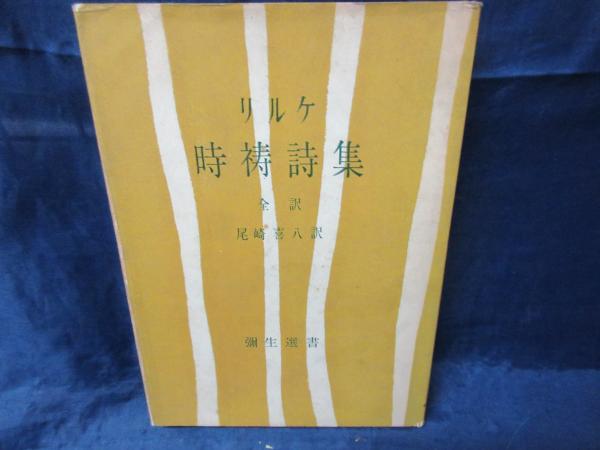 リルケ
時祷詩集
全訳
尾崎喜八訳
彌生選書